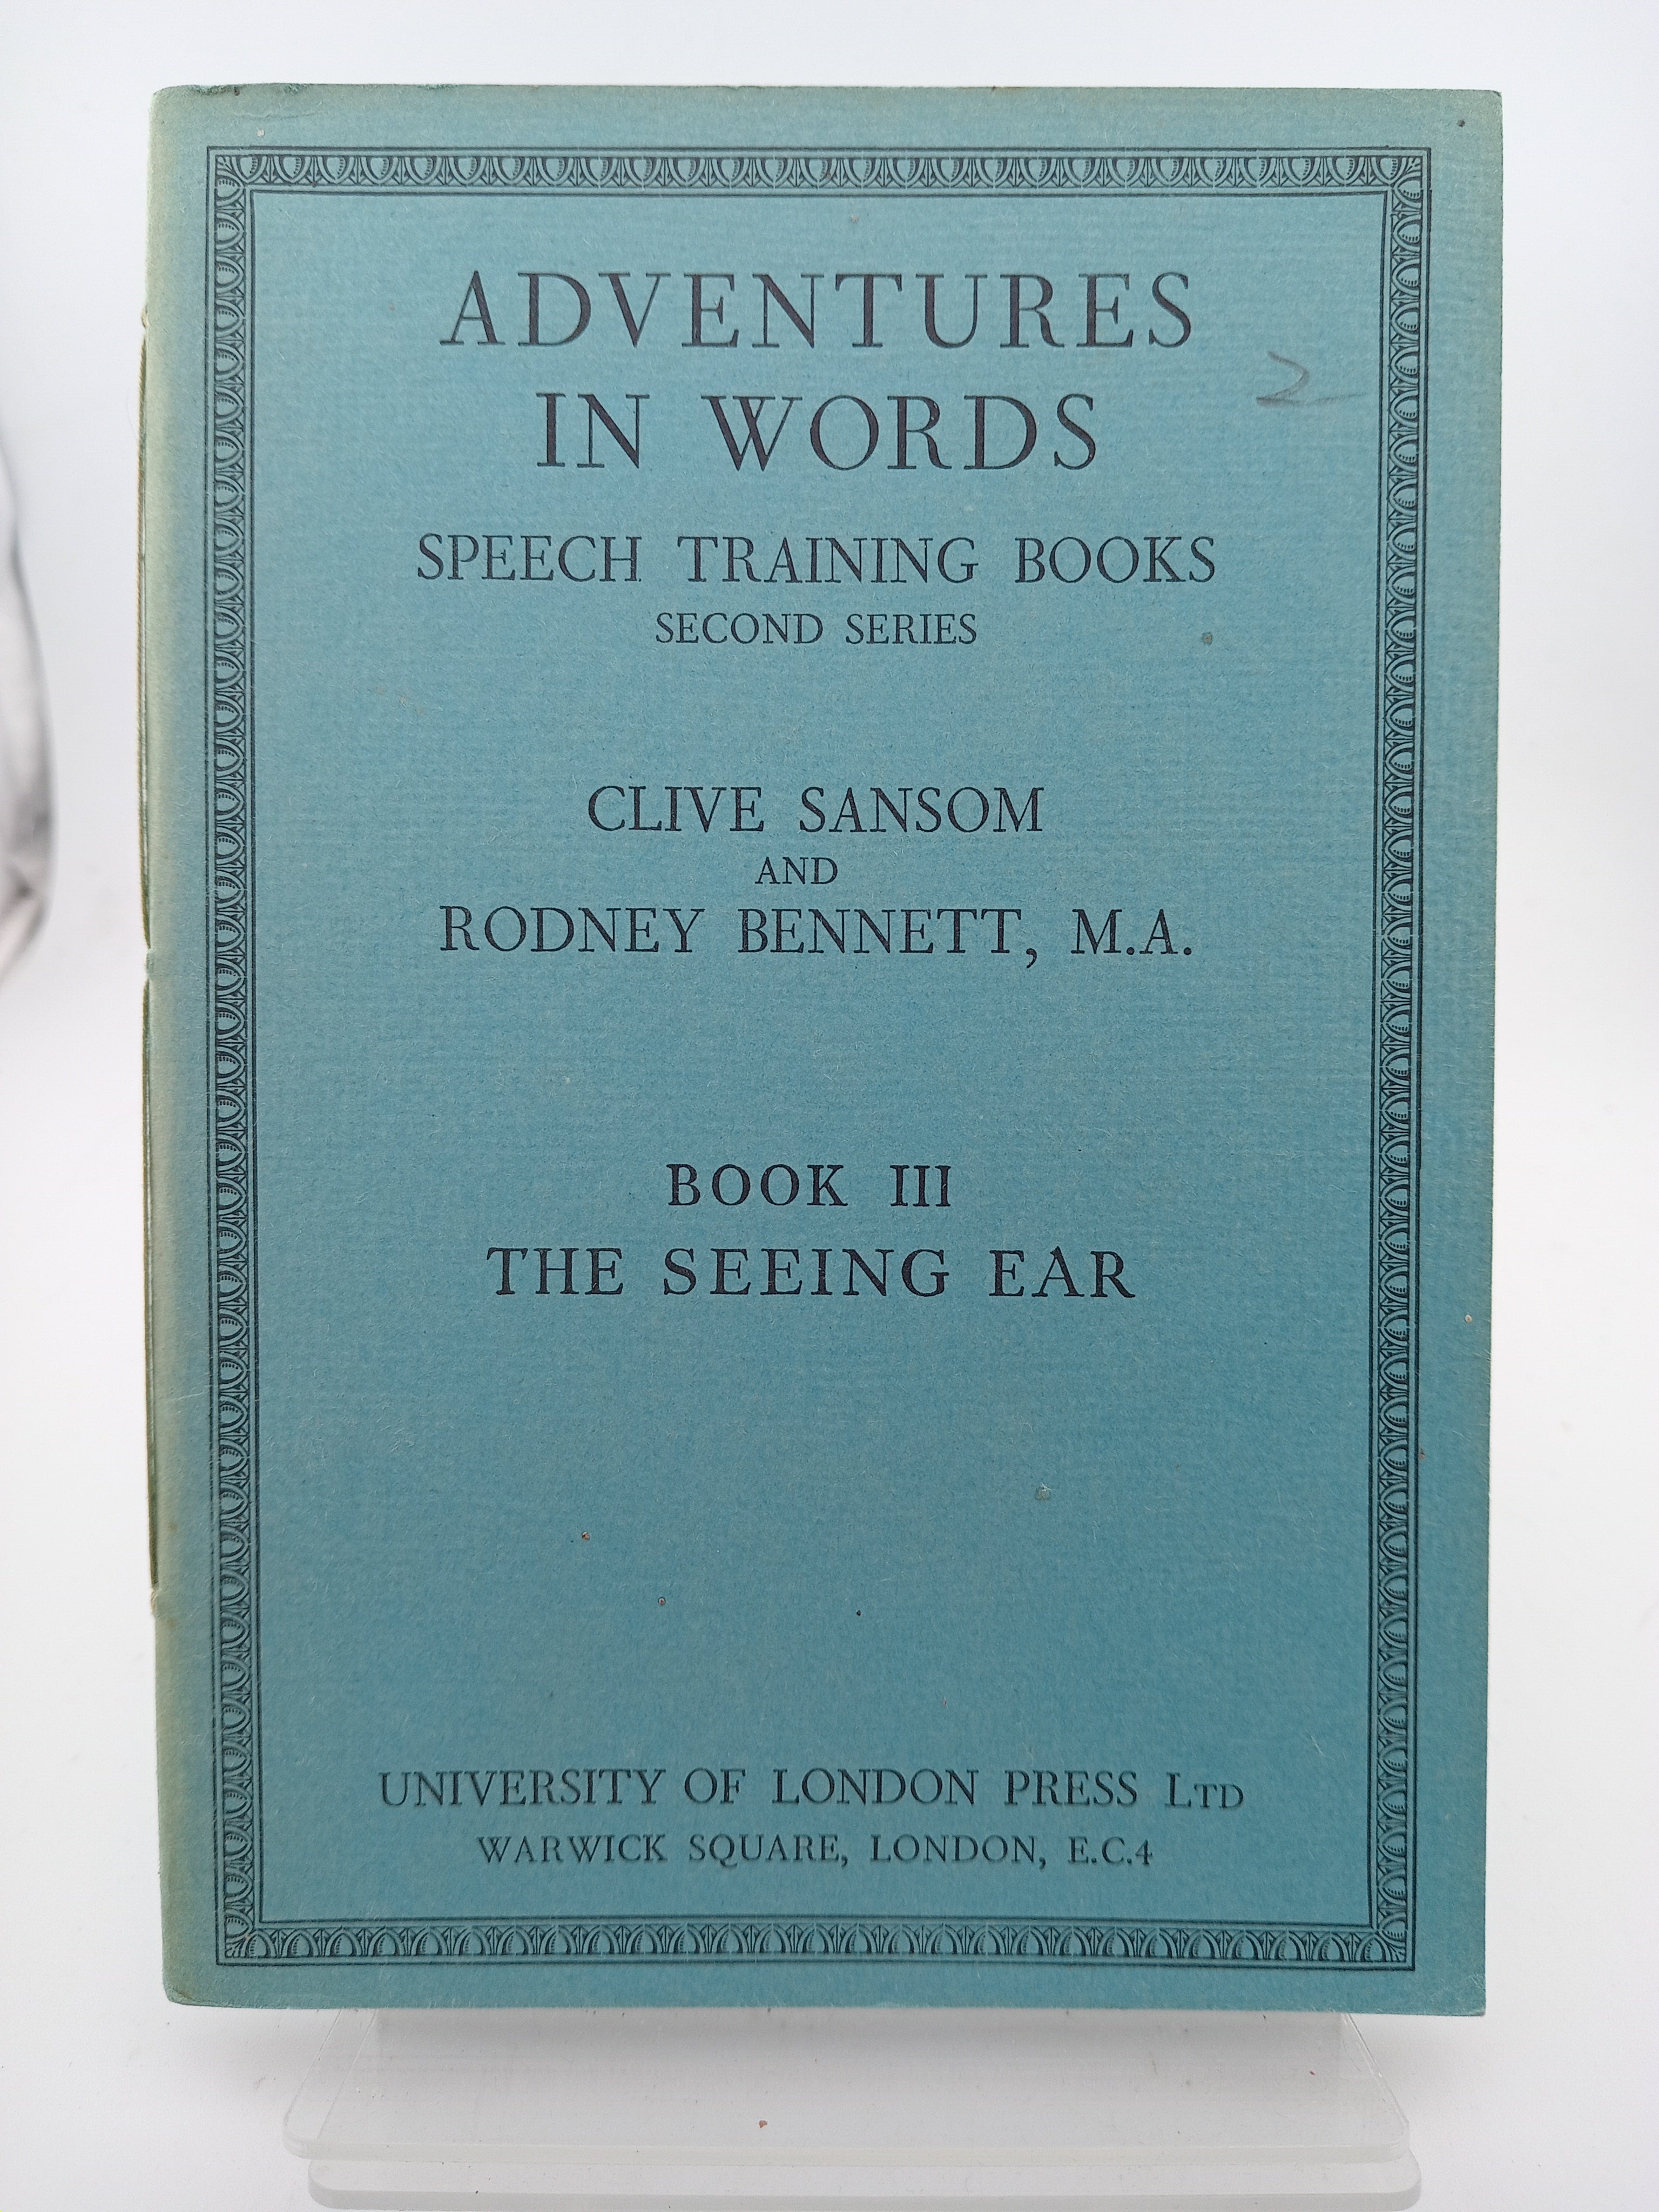 ADVENTURES
2
IN WORDS
SPEECH TRAINING BOOKS
SECOND SERIES
CLIVE SANSOM
AND
RODNEY BENNETT, M.A.
BOOK III
THE SEEING EAR
UNIVERSITY OF LONDON PRESS LTD
WARWICK SQUARE, LONDON, E.C.4